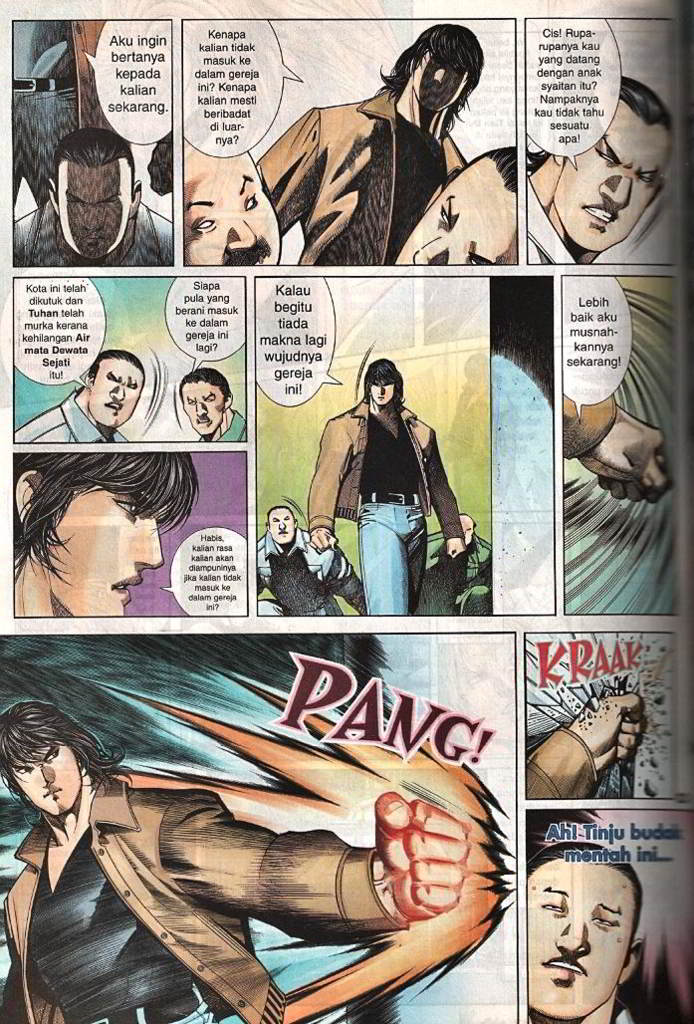 Aku ingin
bertanya
kepada
kalian
sekarang.
Kenapa
kalian tidak
masuk ke
dalam gereja
ini? Kenapa
kalian mesti
beribadat
di luar-
nya?
Cis! Rupa-
rupanya kau
yang datang
dengan anak
syaitan itu?
Nampaknya
kau tidak tahu
sesuatu
apa!
Kota ini telah
dikutuk dan
Tuhan telah
murka kerana
kehilangan Air
mata Dewata
Sejati
itu!
Siapa
pula yang
berani masuk
ke dalam
gereja ini
lagi?
Habis,
kalian rasa
kalian akan
diampuninya
jika kalian tidak
masuk ke
dalam gereja
ini?
Kalau
begitu
tiada
makna lagi
wujudnya
gereja
ini!
Lebih
baik aku
musnah-
kannya
sekarang!
PANG!
KRAAK
Ah! Tinju budak
mentah ini...